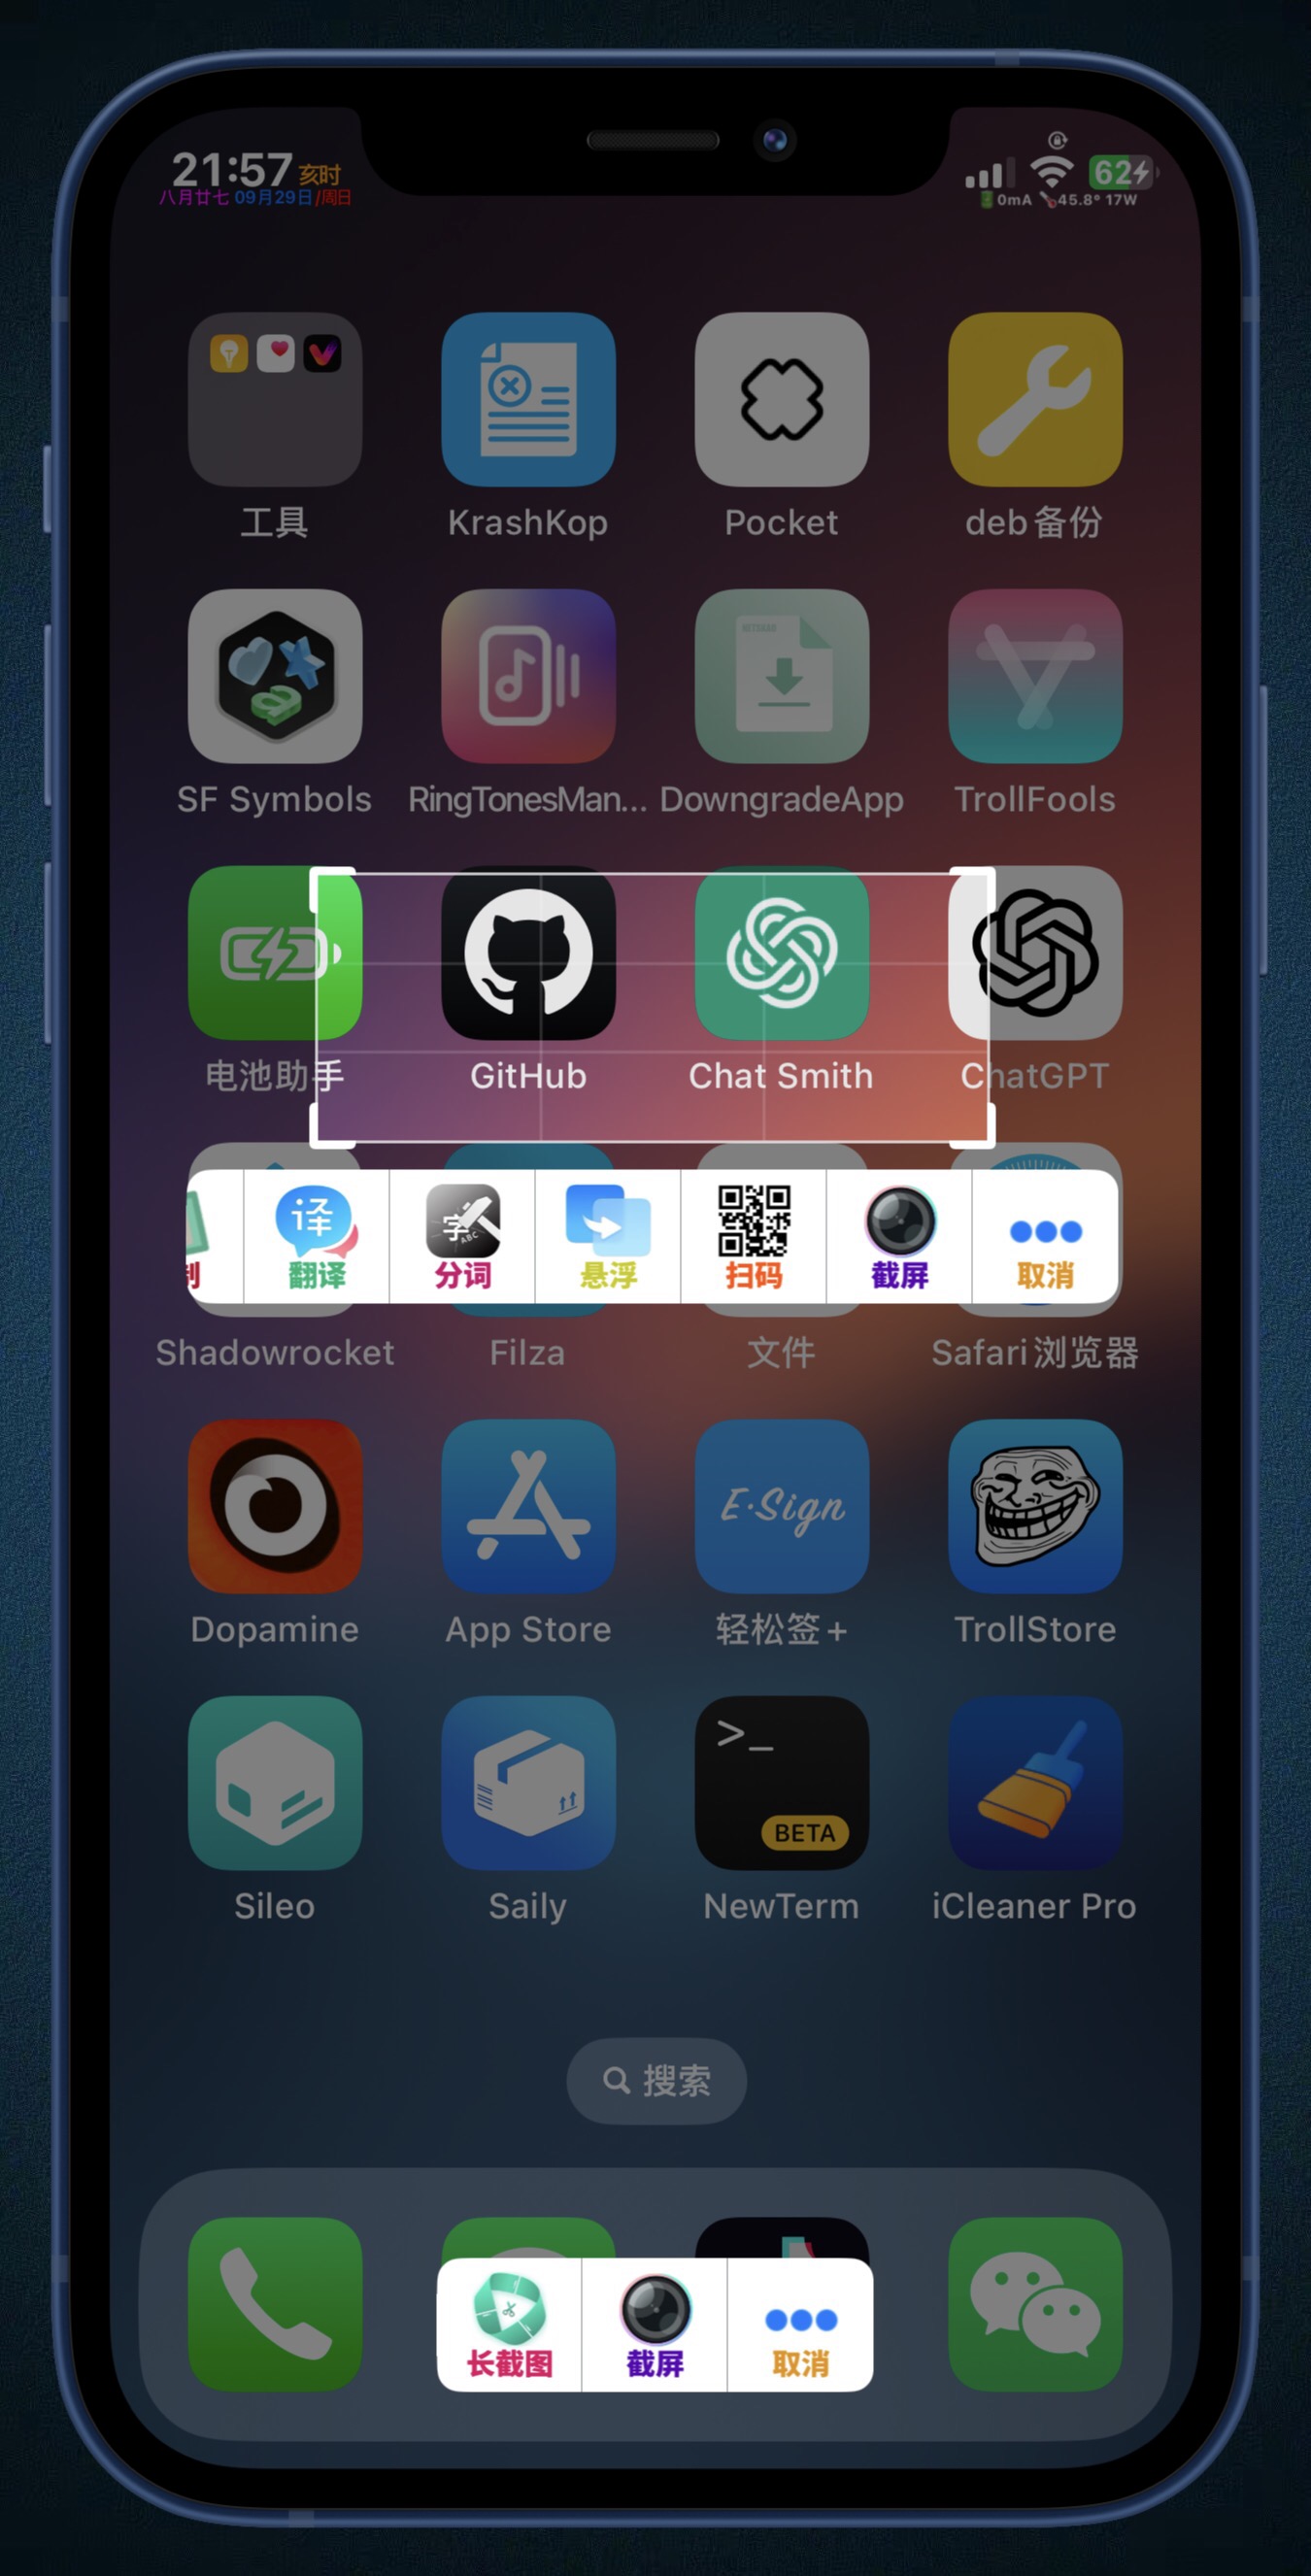 21:57 亥时
八月廿七 09月29日/周日
62
0mA 45.8° 17W
工具 KrashKop Pocket deb备份
NETGEAR
SF Symbols RingTonesMan... DowngradeApp TrollFools
电池助手 GitHub Chat Smith ChatGPT
译 字 ABC
翻译 分词 悬浮 扫码 截屏 取消
Shadowrocket Filza 文件 Safari浏览器
E·Sign
Dopamine App Store 轻松签+ TrollStore
>_
BETA
Sileo Saily NewTerm iCleaner Pro
搜索
长截图 截屏 取消